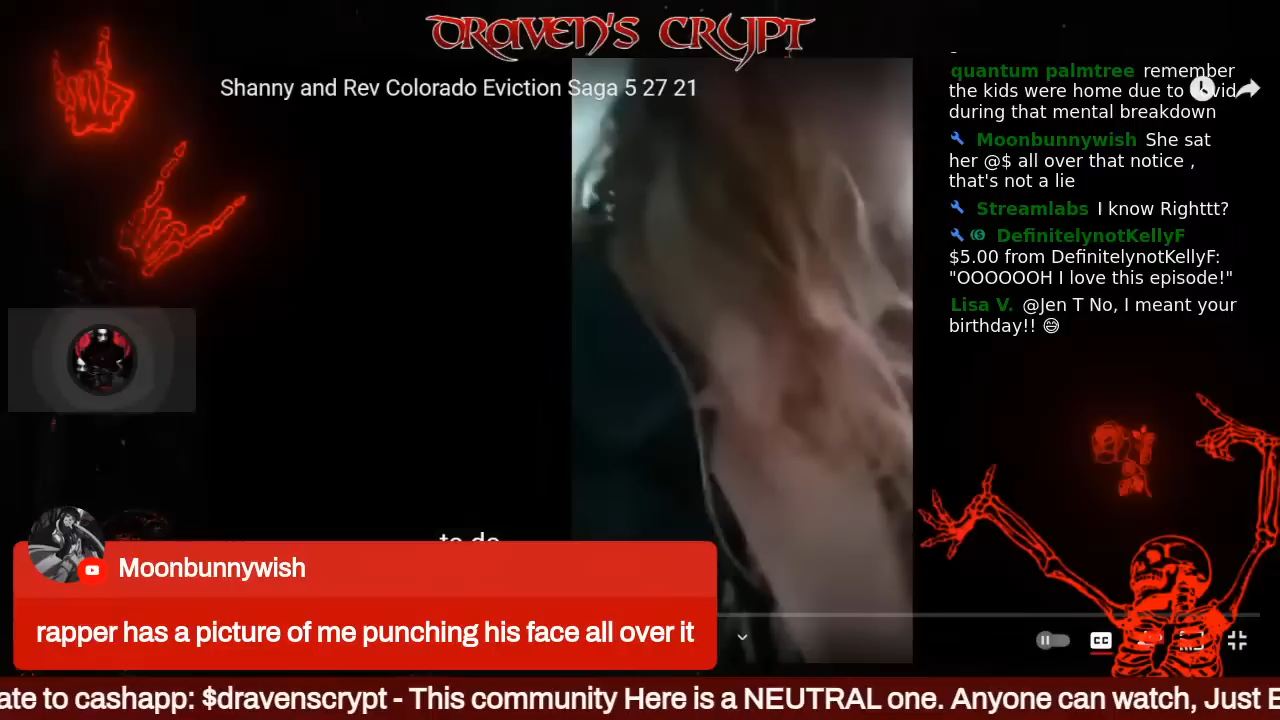 DRAVEN'S CRYPT
Shanny and Rev Colorado Eviction Saga 5 27 21
quantum palmtree remember
the kids were home due to
during that mental breakdown
Moonbunnywish She sat
her @$ all over that notice ,
that's not a lie
Streamlabs I know Righttt?
DefinitelynotKellyF
$5.00 from DefinitelynotKellyF:
"OOOOOOH I love this episode!"
Lisa V. @Jen T No, I meant your
birthday!! 😅
to do
Moonbunnywish
rapper has a picture of me punching his face all over it
CC
ate to cashapp: $dravenscrypt - This community Here is a NEUTRAL one. Anyone can watch, Just